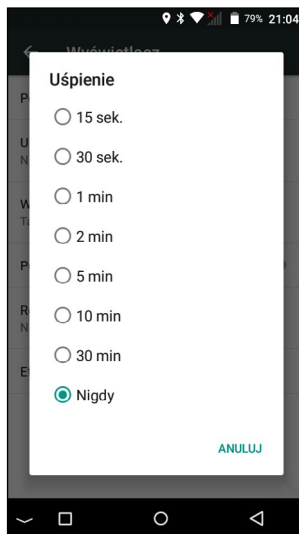 79% 21:04
Wyświetlacz
Uśpienie
15 sek.
30 sek.
1 min
2 min
5 min
10 min
30 min
Nigdy
ANULUJ